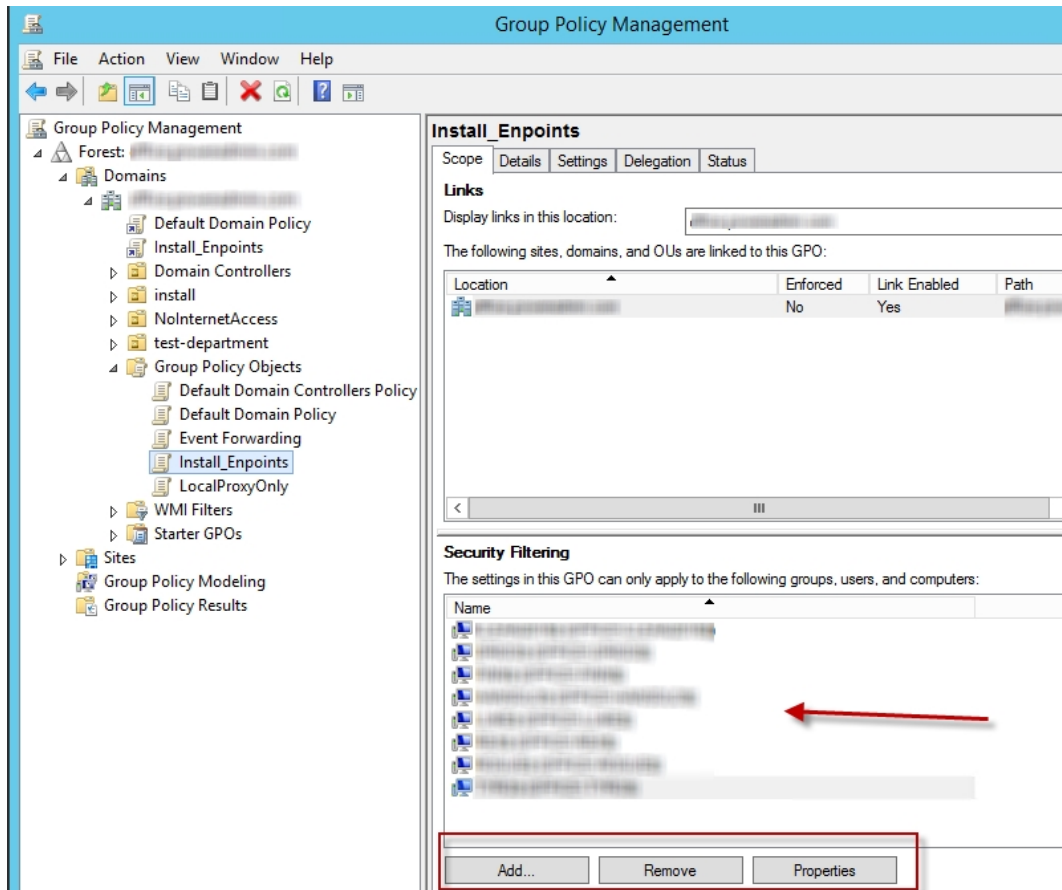 Group Policy Management
File Action View Window Help
Group Policy Management
Forest:
Domains
Default Domain Policy
Install_Enpoints
Domain Controllers
install
NoInternetAccess
test-department
Group Policy Objects
Default Domain Controllers Policy
Default Domain Policy
Event Forwarding
Install_Enpoints
LocalProxyOnly
WMI Filters
Starter GPOs
Sites
Group Policy Modeling
Group Policy Results
Install_Enpoints
Scope Details Settings Delegation Status
Links
Display links in this location:
The following sites, domains, and OUs are linked to this GPO:
Location Enforced Link Enabled Path
No Yes
Security Filtering
The settings in this GPO can only apply to the following groups, users, and computers:
Name
Add... Remove Properties